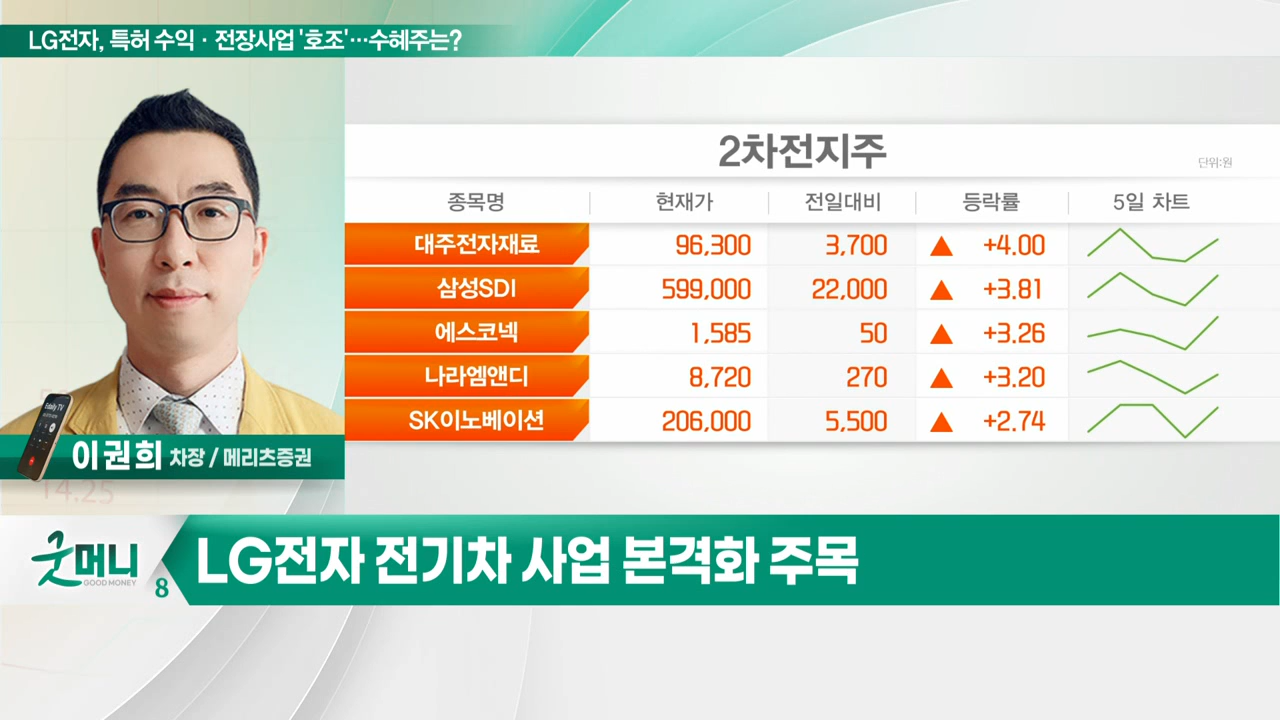 LG전자, 특허 수익·전장사업 '호조'…수혜주는?
2차전지주
단위:원
종목명 현재가 전일대비 등락률 5일 차트
대주전자재료 96,300 3,700 ▲ +4.00
삼성SDI 599,000 22,000 ▲ +3.81
에스코넥 1,585 50 ▲ +3.26
나라엠앤디 8,720 270 ▲ +3.20
SK이노베이션 206,000 5,500 ▲ +2.74
Edaily TV
이권희 차장 / 메리츠증권
14.25
굿머니
GOOD MONEY
8
LG전자 전기차 사업 본격화 주목